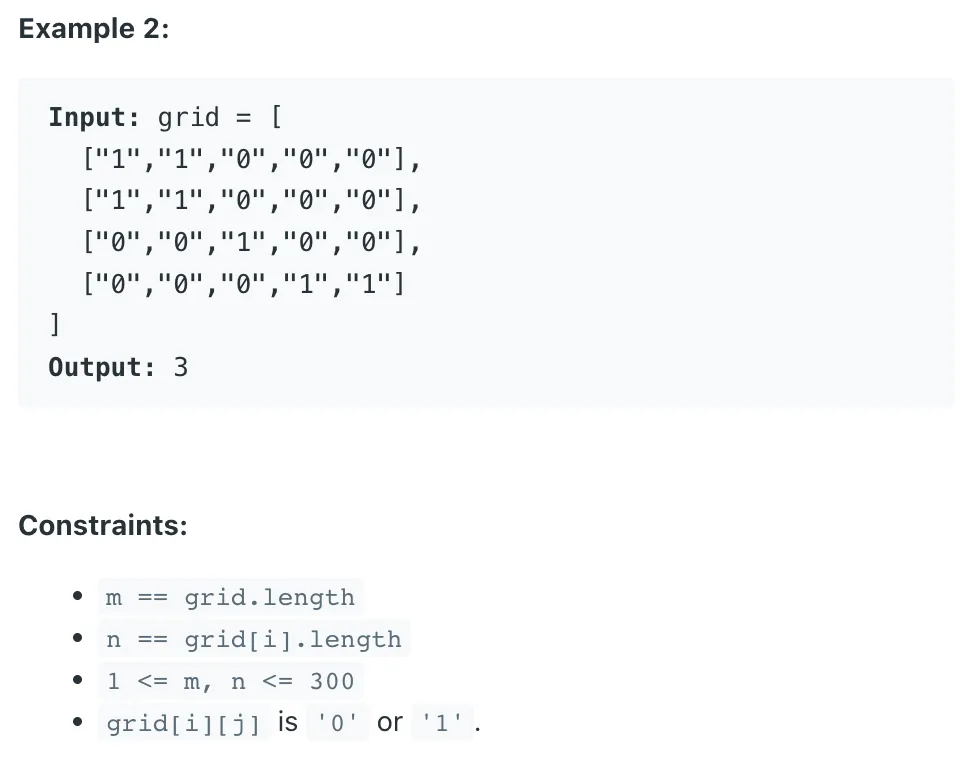 Example 2:
Input: grid = [
["1","1","0","0","0"],
["1","1","0","0","0"],
["0","0","1","0","0"],
["0","0","0","1","1"]
]
Output: 3
Constraints:
• m == grid.length
• n == grid[i].length
• 1 <= m, n <= 300
• grid[i][j] is '0' or '1'.